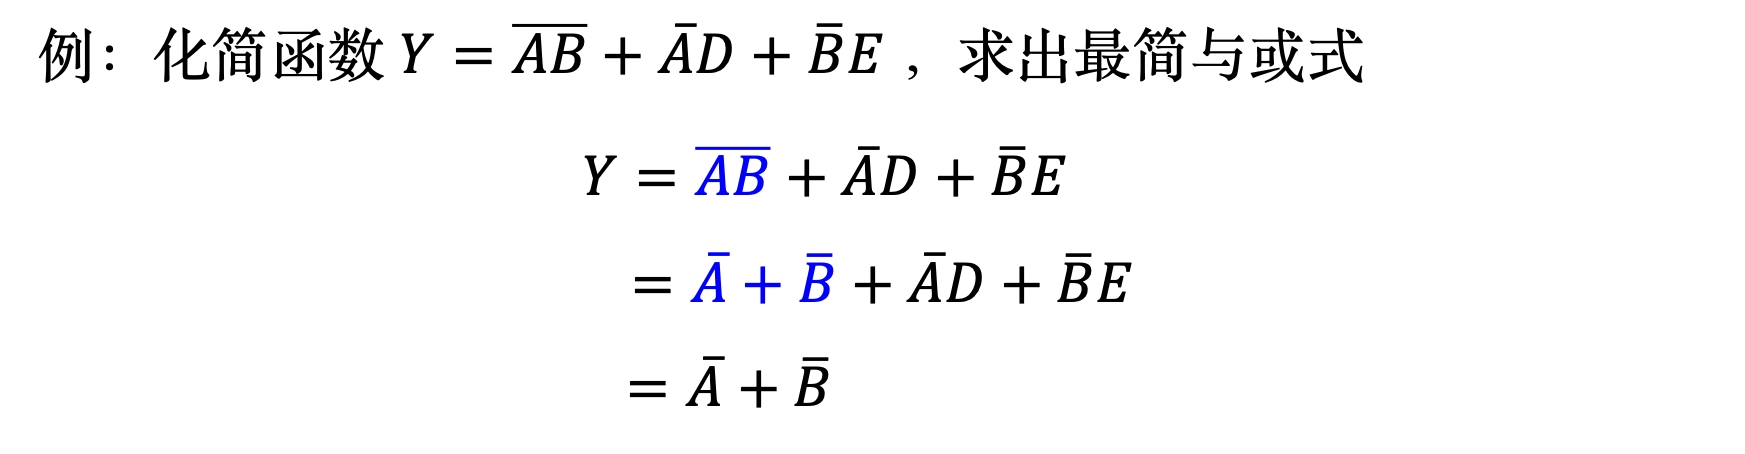 例：化简函数 Y = \overline{AB} + \bar{A}D + \bar{B}E ，求出最简与或式
Y = \overline{AB} + \bar{A}D + \bar{B}E
= \bar{A} + \bar{B} + \bar{A}D + \bar{B}E
= \bar{A} + \bar{B}